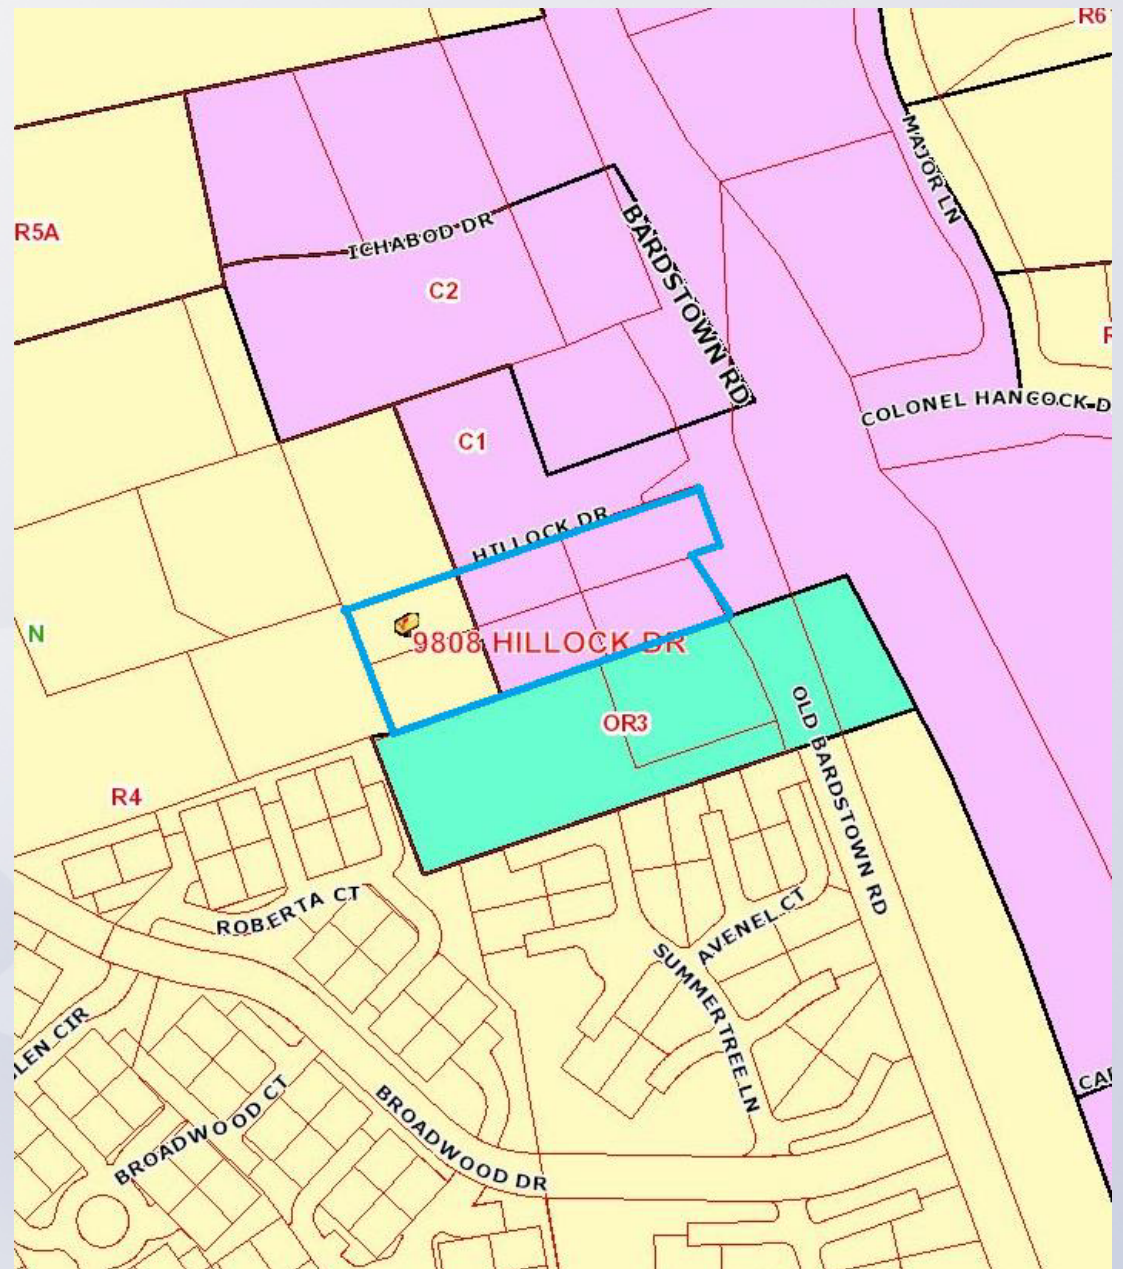 R6
MAJOR LN
R5A
ICHABOD DR
BARDSTOWN RD
C2
R
COLONEL HANCOCK D
C1
HILLOCK DR
N
9808 HILLOCK DR
OR3
OLD BARDSTOWN RD
R4
ROBERTA CT
AVENEL CT
SUMMERTREE LN
LEN CIR
BROADWOOD CT
BROADWOOD DR
CAR